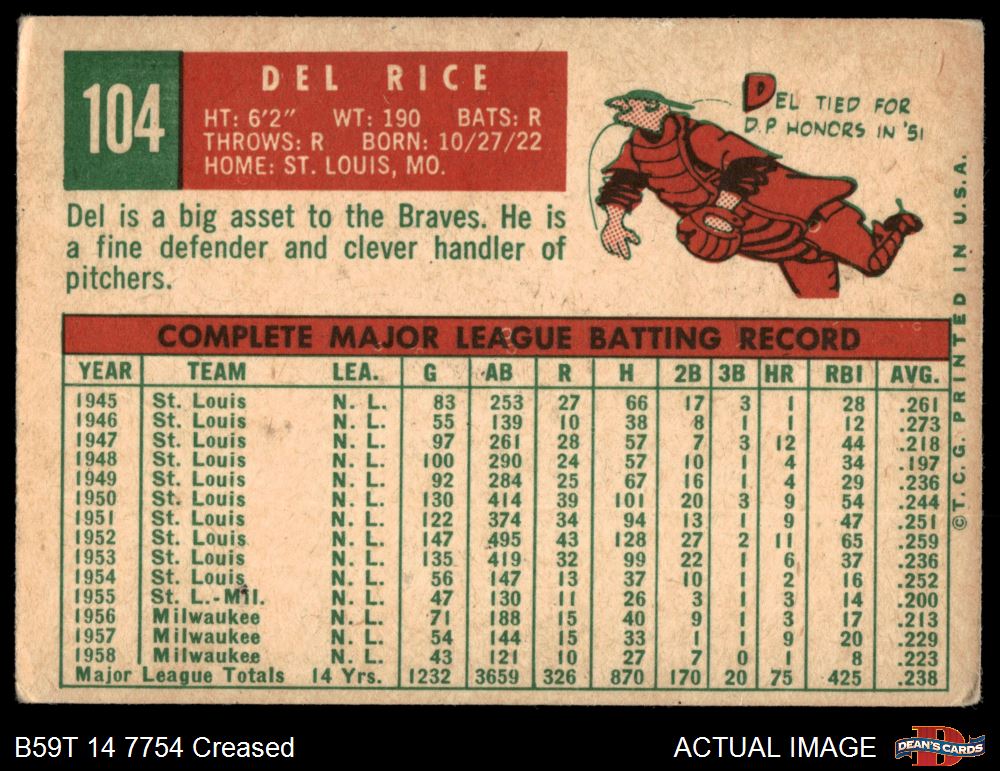 104
DEL RICE
HT: 6'2" WT: 190 BATS: R
THROWS: R BORN: 10/27/22
HOME: ST. LOUIS, MO.
DEL TIED FOR
D.P. HONORS IN '51
Del is a big asset to the Braves. He is
a fine defender and clever handler of
pitchers.
COMPLETE MAJOR LEAGUE BATTING RECORD
YEAR TEAM LEA. G AB R H 2B 3B HR RBI AVG.
1945 St. Louis N. L. 83 253 27 66 17 3 1 28 .261
1946 St. Louis N. L. 55 139 10 38 8 1 1 12 .273
1947 St. Louis N. L. 97 261 28 57 7 3 12 44 .218
1948 St. Louis N. L. 100 290 24 57 10 1 4 34 .197
1949 St. Louis N. L. 92 284 25 67 16 1 4 29 .236
1950 St. Louis N. L. 130 414 39 101 20 3 9 54 .244
1951 St. Louis N. L. 122 374 34 94 13 1 9 47 .251
1952 St. Louis N. L. 147 495 43 128 27 2 11 65 .259
1953 St. Louis N. L. 135 419 32 99 22 1 6 37 .236
1954 St. Louis N. L. 56 147 13 37 10 1 2 16 .252
1955 St. L.-Mil. N. L. 47 130 11 26 3 1 3 14 .200
1956 Milwaukee N. L. 71 188 15 40 9 1 3 17 .213
1957 Milwaukee N. L. 54 144 15 33 1 1 9 20 .229
1958 Milwaukee N. L. 43 121 10 27 7 0 1 8 .223
Major League Totals 14 Yrs. 1232 3659 326 870 170 20 75 425 .238
© T. C. G. PRINTED IN U.S.A.
B59T 14 7754 Creased
ACTUAL IMAGE
D
DEAN'S CARDS